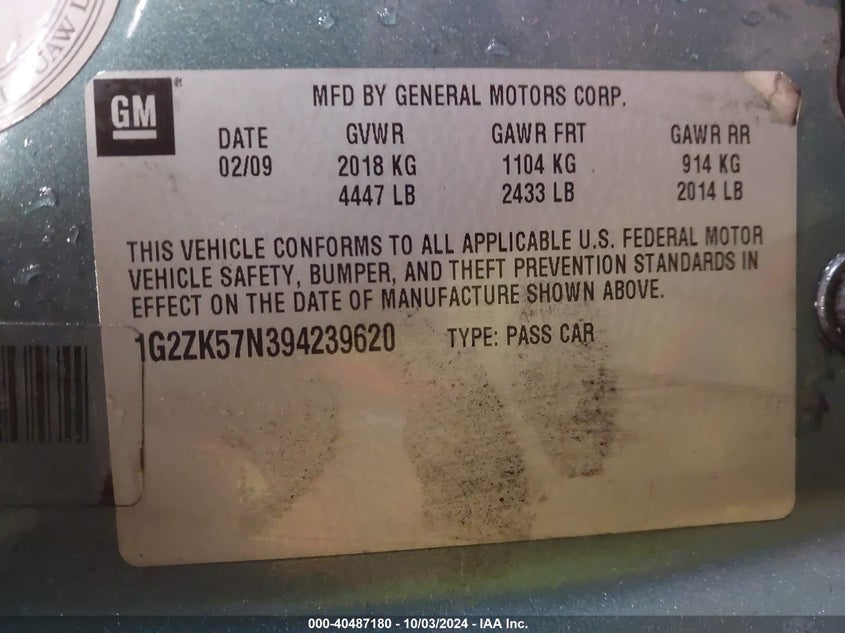 UAW L
GM
MFD BY GENERAL MOTORS CORP.
DATE GVWR GAWR FRT GAWR RR
02/09 2018 KG 1104 KG 914 KG
4447 LB 2433 LB 2014 LB
THIS VEHICLE CONFORMS TO ALL APPLICABLE U.S. FEDERAL MOTOR
VEHICLE SAFETY, BUMPER, AND THEFT PREVENTION STANDARDS IN
EFFECT ON THE DATE OF MANUFACTURE SHOWN ABOVE.
1G2ZK57N394239620 TYPE: PASS CAR
000-40487180 - 10/03/2024 - IAA Inc.